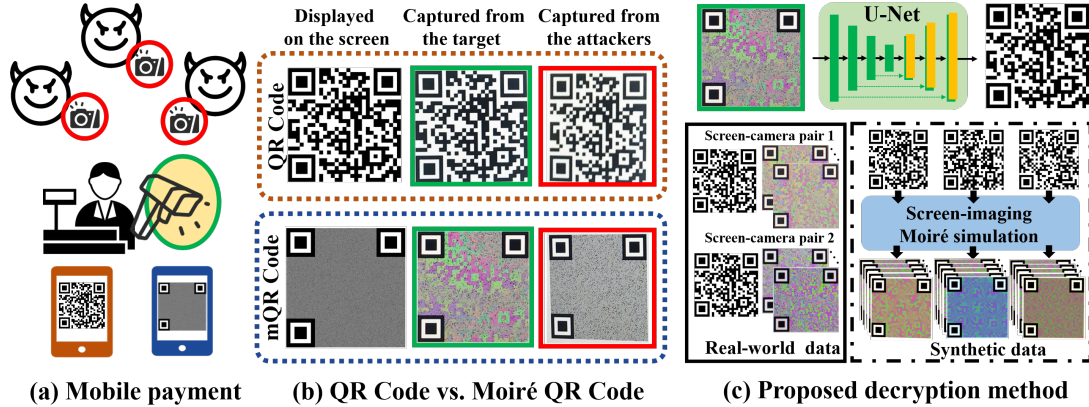 (a) Mobile payment
Displayed
on the screen
Captured from
the target
Captured from
the attackers
QR Code
mQR Code
(b) QR Code vs. Moiré QR Code
U-Net
Screen-camera pair 1
Screen-camera pair 2
Real-world data
Screen-imaging
Moiré simulation
Synthetic data
(c) Proposed decryption method